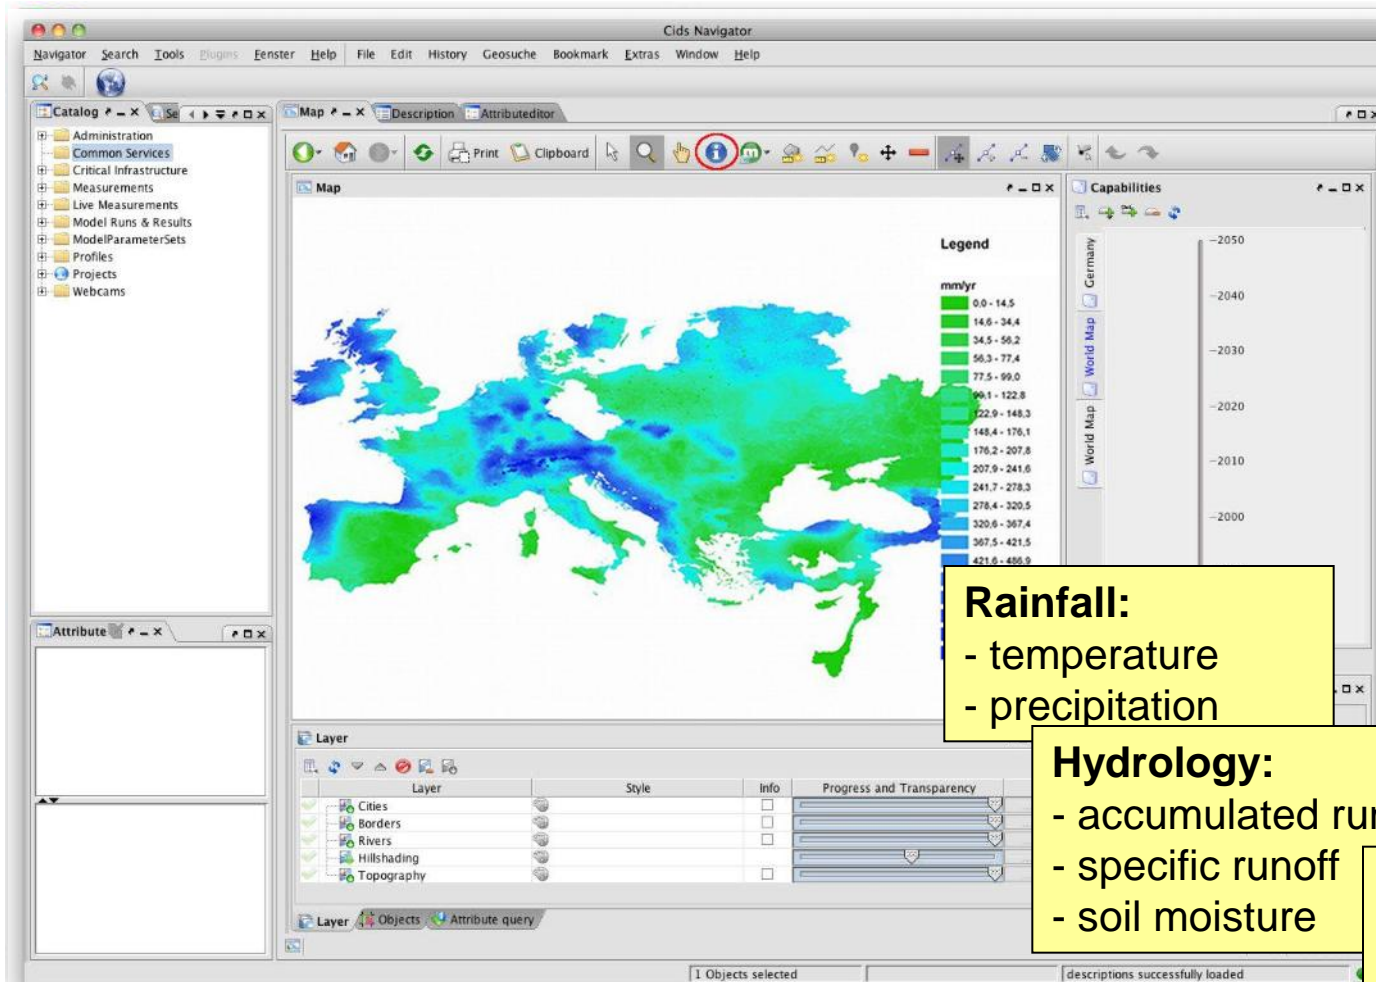 Cids Navigator
Navigator Search Tools Plugins Fenster Help File Edit History Geosuche Bookmark Extras Window Help
Catalog Se
Map Description Attributeditor
Administration
Common Services
Critical Infrastructure
Measurements
Live Measurements
Model Runs & Results
ModelParameterSets
Profiles
Projects
Webcams
Print Clipboard
Map
Capabilities
Legend
mm/yr
0,0 - 14,5
14,6 - 34,4
34,5 - 56,2
56,3 - 77,4
77,5 - 99,0
99,1 - 122,8
122,9 - 148,3
148,4 - 176,1
176,2 - 207,8
207,9 - 241,6
241,7 - 278,3
278,4 - 320,5
320,6 - 367,4
367,5 - 421,5
421,6 - 486,9
Germany
World Map
World Map
2050
2040
2030
2020
2010
2000
Rainfall:
- temperature
- precipitation
Hydrology:
- accumulated ru
- specific runoff
- soil moisture
Attribute
Layer
Layer Style Info Progress and Transparency
Cities
Borders
Rivers
Hillshading
Topography
Layer Objects Attribute query
1 Objects selected
descriptions successfully loaded